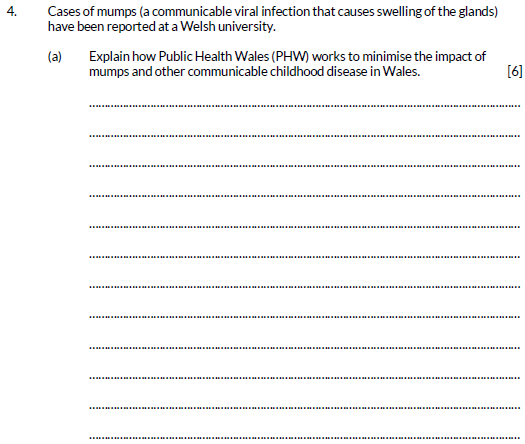 4. Cases of mumps (a communicable viral infection that causes swelling of the glands)
have been reported at a Welsh university.
(a) Explain how Public Health Wales (PHW) works to minimise the impact of
mumps and other communicable childhood disease in Wales. [6]